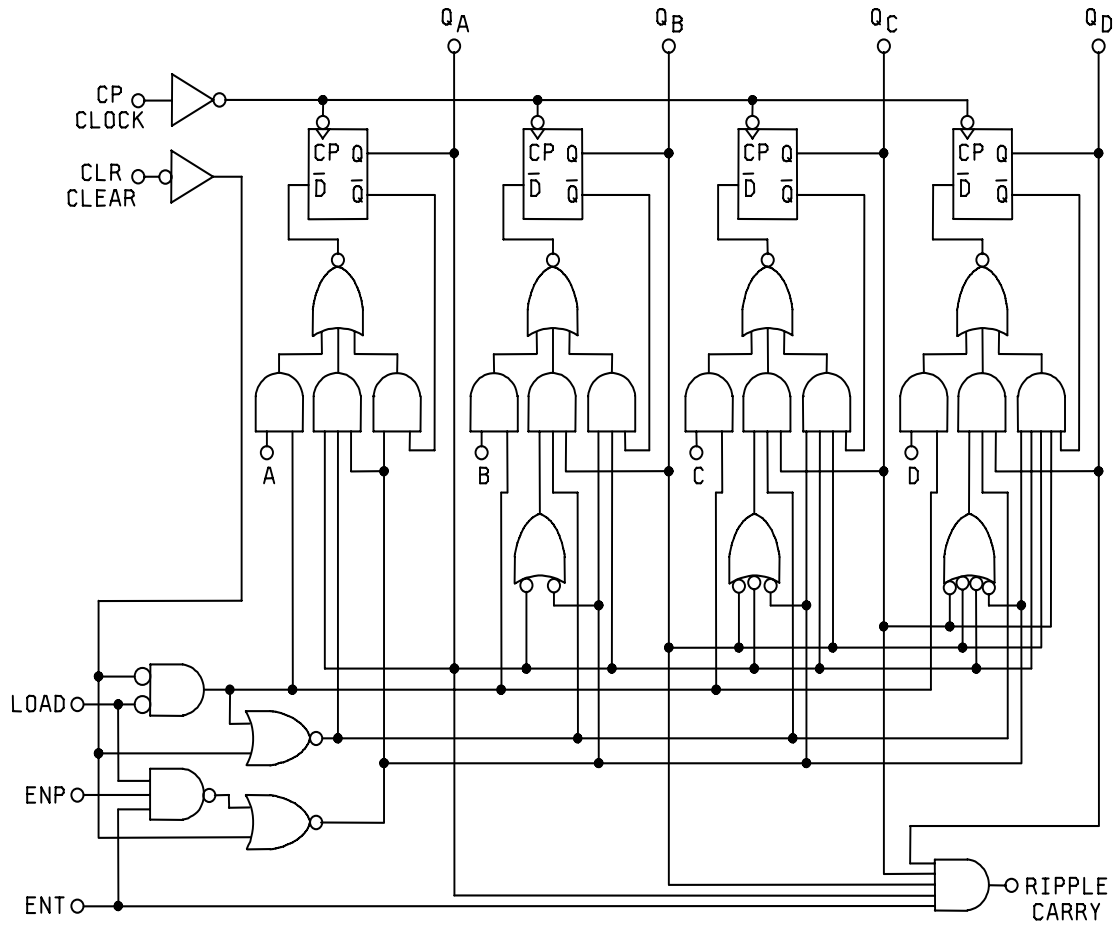 QA QB QC QD
CP
CLOCK
CLR
CLEAR
CP Q CP Q CP Q CP Q
D̅ Q̅ D̅ Q̅ D̅ Q̅ D̅ Q̅
A B C D
LOAD
ENP
ENT
RIPPLE
CARRY